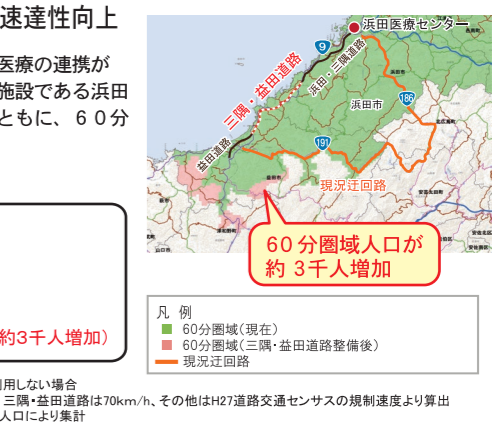 速達性向上
医療の連携が
施設である浜田
ともに、６０分
約3千人増加）
浜田医療センター
9
三隅・益田道路
浜田・三隅道路
浜田市
186
益田道路
191
現況迂回路
60分圏域人口が
約 3千人増加
凡 例
60分圏域（現在）
60分圏域（三隅・益田道路整備後）
現況迂回路
用しない場合
三隅・益田道路は70km/h、その他はH27道路交通センサスの規制速度より算出
人口により集計